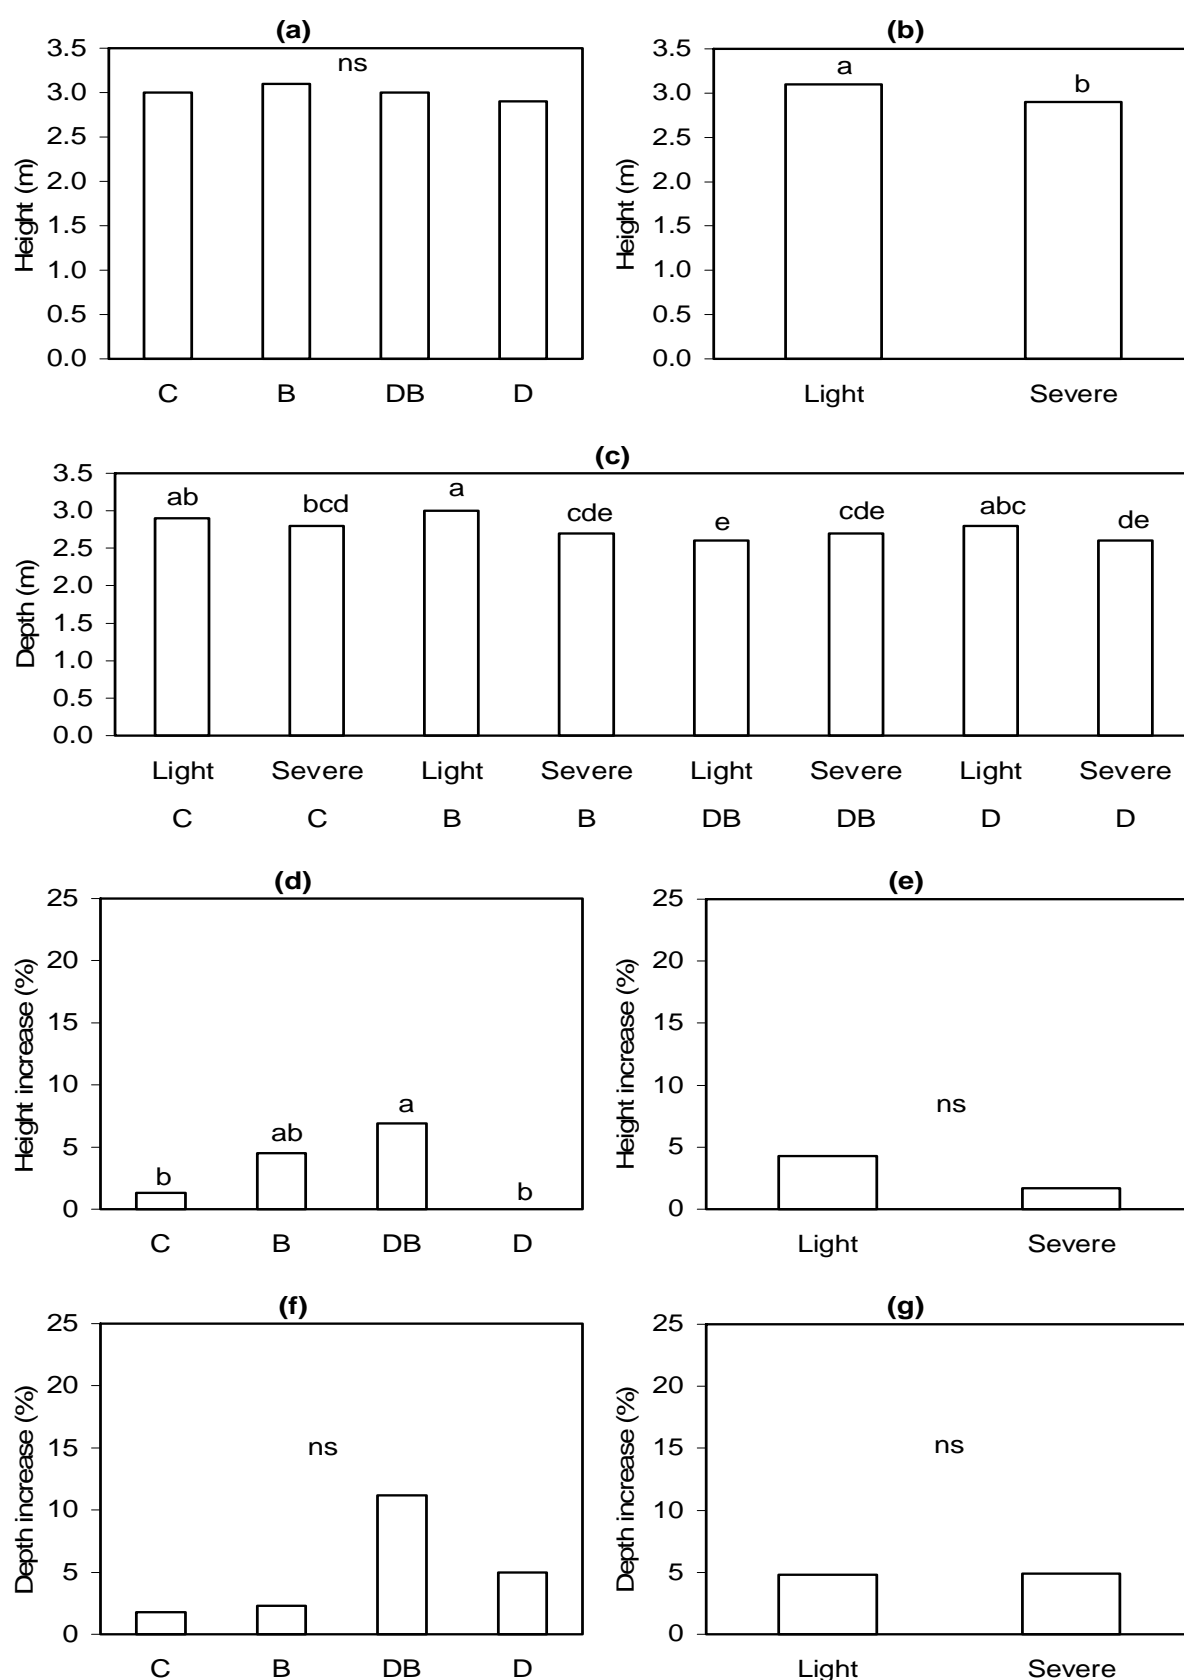 (a)
3.5
3.0
2.5
2.0
1.5
1.0
0.5
0.0
Height (m)
ns
C B DB D
(b)
3.5
3.0
2.5
2.0
1.5
1.0
0.5
0.0
Height (m)
a
b
Light Severe
(c)
3.5
3.0
2.5
2.0
1.5
1.0
0.5
0.0
Depth (m)
ab bcd a cde e cde abc de
Light Severe Light Severe Light Severe Light Severe
C C B B DB DB D D
(d)
25
20
15
10
5
0
Height increase (%)
b ab a b
C B DB D
(e)
25
20
15
10
5
0
Height increase (%)
ns
Light Severe
(f)
25
20
15
10
5
0
Depth increase (%)
ns
C B DB D
(g)
25
20
15
10
5
0
Depth increase (%)
ns
Light Severe